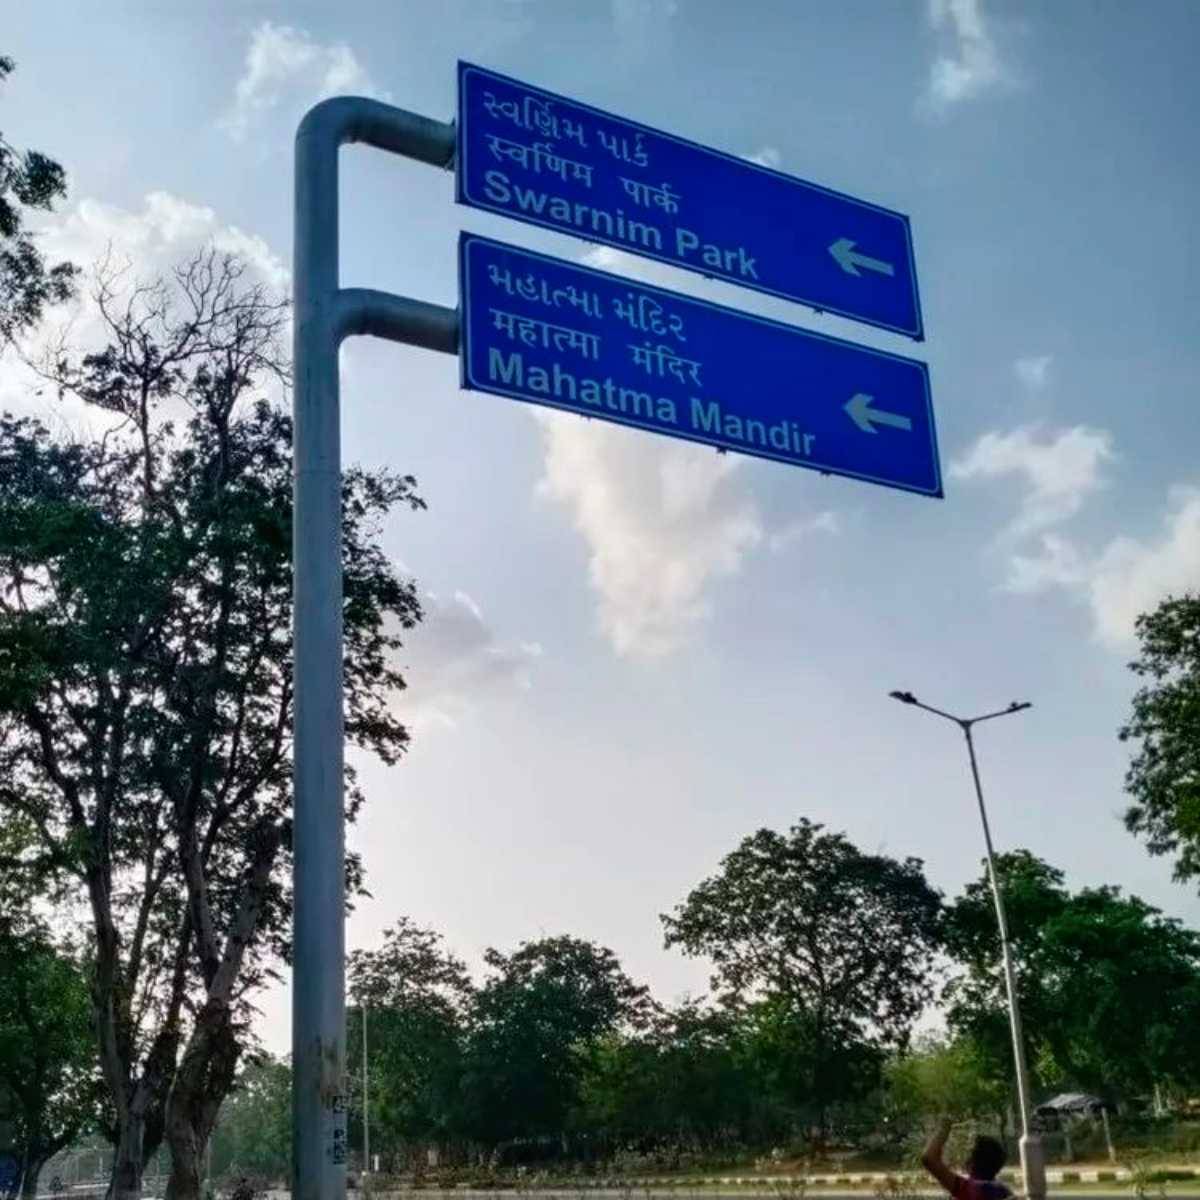 સ્વર્ણિમ પાર્ક
स्वर्णिम पार्क
Swarnim Park
મહાત્મા મંદિર
महात्मा मंदिर
Mahatma Mandir